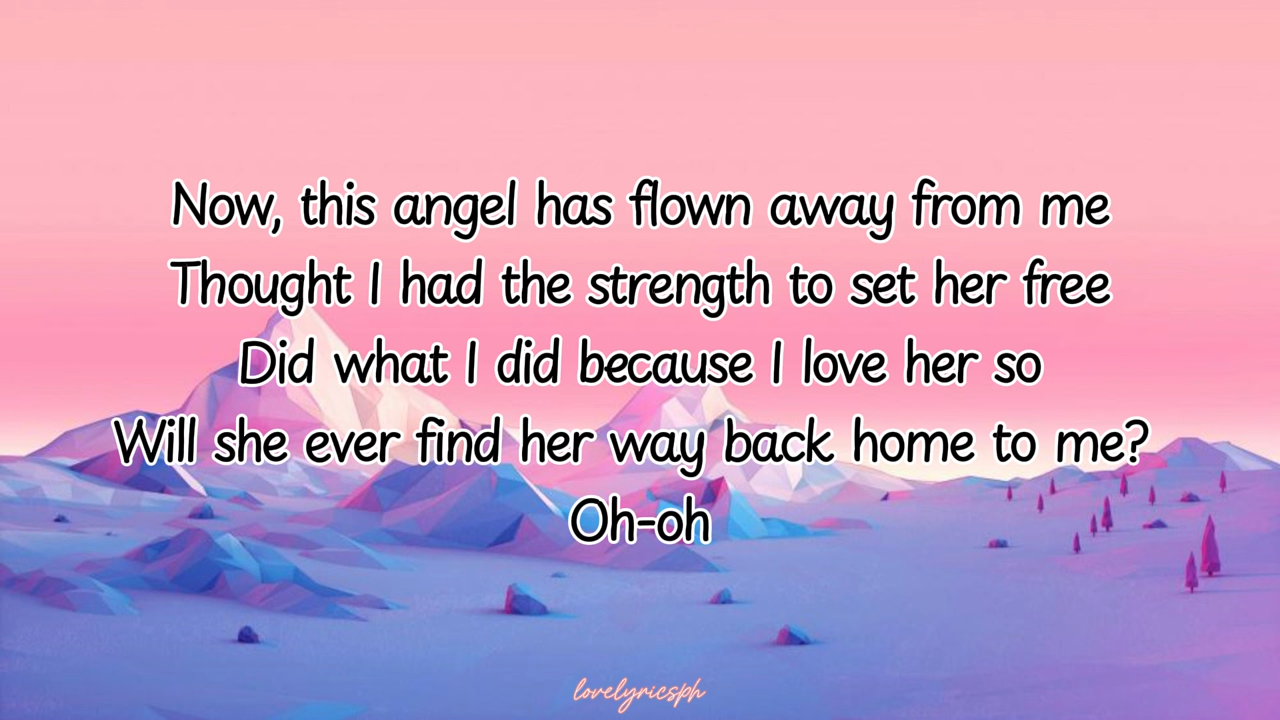 Now, this angel has flown away from me
Thought I had the strength to set her free
Did what I did because I love her so
Will she ever find her way back home to me?
Oh-oh
lovelyricsph